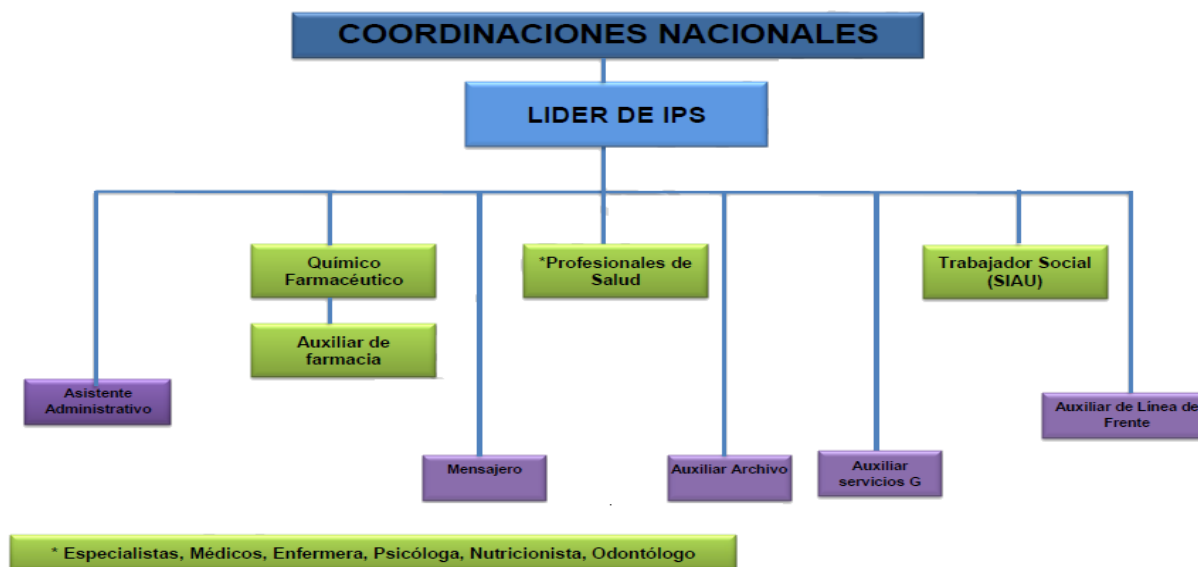 COORDINACIONES NACIONALES
LIDER DE IPS
Químico
Farmacéutico
*Profesionales de
Salud
Trabajador Social
(SIAU)
Auxiliar de
farmacia
Asistente
Administrativo
Auxiliar de Línea de
Frente
Mensajero
Auxiliar Archivo
Auxiliar
servicios G
* Especialistas, Médicos, Enfermera, Psicóloga, Nutricionista, Odontólogo